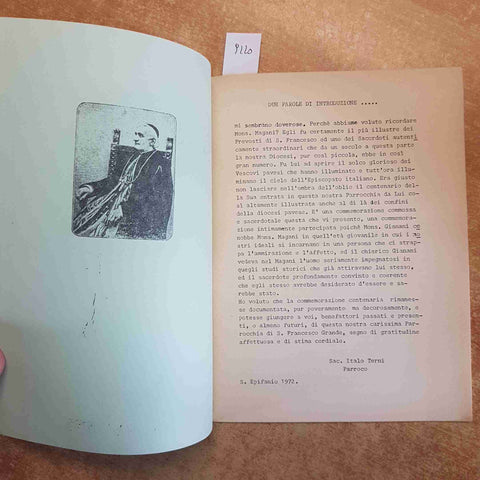 9220
DUE PAROLE DI INTRODUZIONE .....
mi sembrano doverose. Perchè abbiamo voluto ricordare
Mons. Magani? Egli fu certamente il più illustre dei
Prevosti di S. Francesco ed uno dei Sacerdoti autenti
camente straordinari che da un secolo a questa parte
la nostra Diocesi, pur così piccola, ebbe in così
gran numero. Fu lui ad aprire il solco glorioso dei
Vescovi pavesi che hanno illuminato e tutt'ora illu-
minano il cielo dell'Episcopato italiano. Era giusto
non lasciare nell'ombra dell'oblio il centenario del-
la Sua entrata in questa nostra Parrocchia da Lui co-
sì altamente illustrata anche al di là dei confini
della diocesi pavese. E' una commemorazione commossa
e sacerdotale questa che vi presento, una commemora-
zione intimamente partecipata poichè Mons. Gianani co
nobbe Mons. Magani in quell'età giovanile in cui i no
stri ideali si incarnano in una persona che ci strap-
pa l'ammirazione e l'affetto, ed il chierico Gianani
vedeva nel Magani l'uomo seriamente impegnatosi in
quegli studi storici che già attiravano lui stesso,
ed il sacerdote profondamente convinto e coerente
che egli stesso avrebbe desiderato d'essere e sa-
rebbe stato.
Ho voluto che la commemorazione centenaria rimanes-
se documentata, pur poveramente ma decorosamente, e
potesse giungere a voi, benefattori passati e presen-
ti, o almeno futuri, di questa nostra carissima Par-
rocchia di S. Francesco Grande, segno di gratitudine
affettuosa e di stima cordiale.
Sac. Italo Terni
Parroco
S. Epifanio 1972.